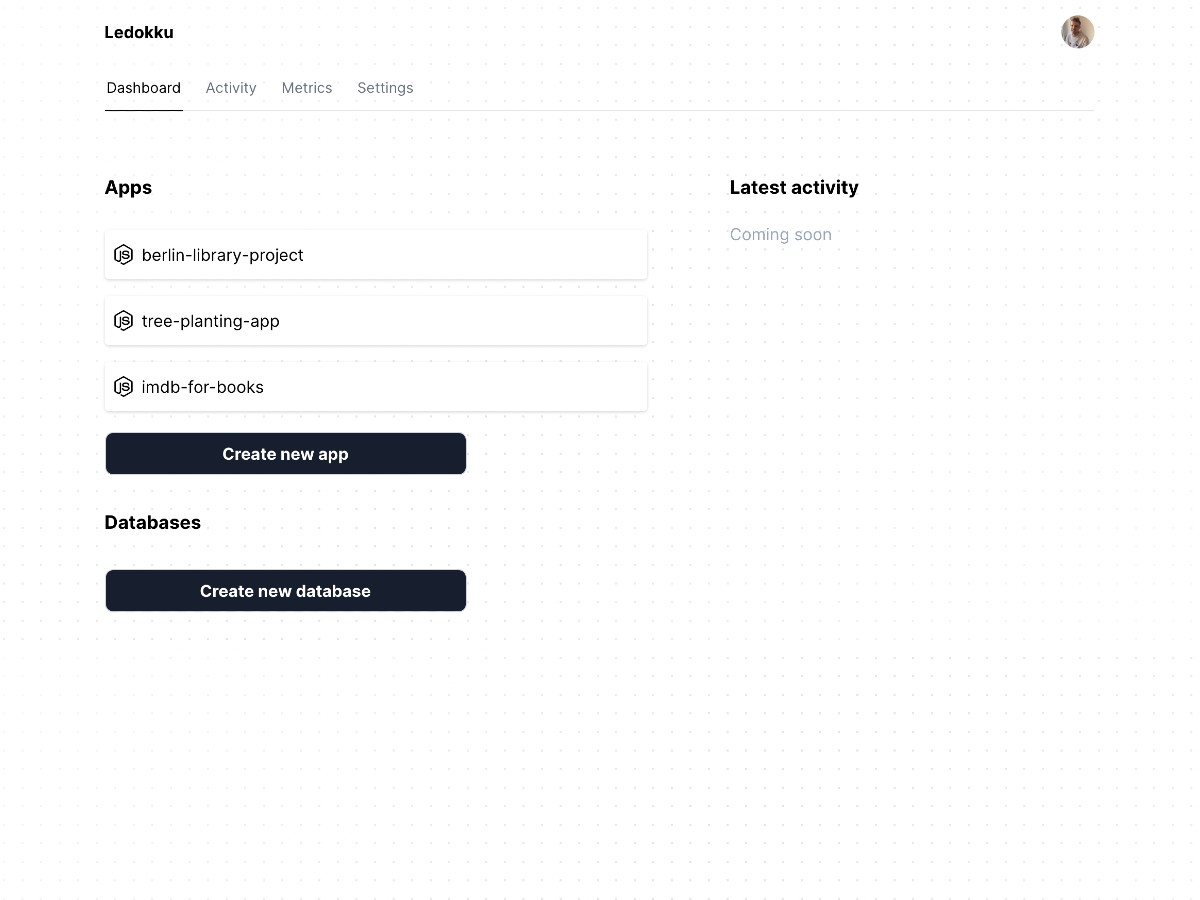 Ledokku
Dashboard Activity Metrics Settings
Apps
JS berlin-library-project
JS tree-planting-app
JS imdb-for-books
Create new app
Databases
Create new database
Latest activity
Coming soon